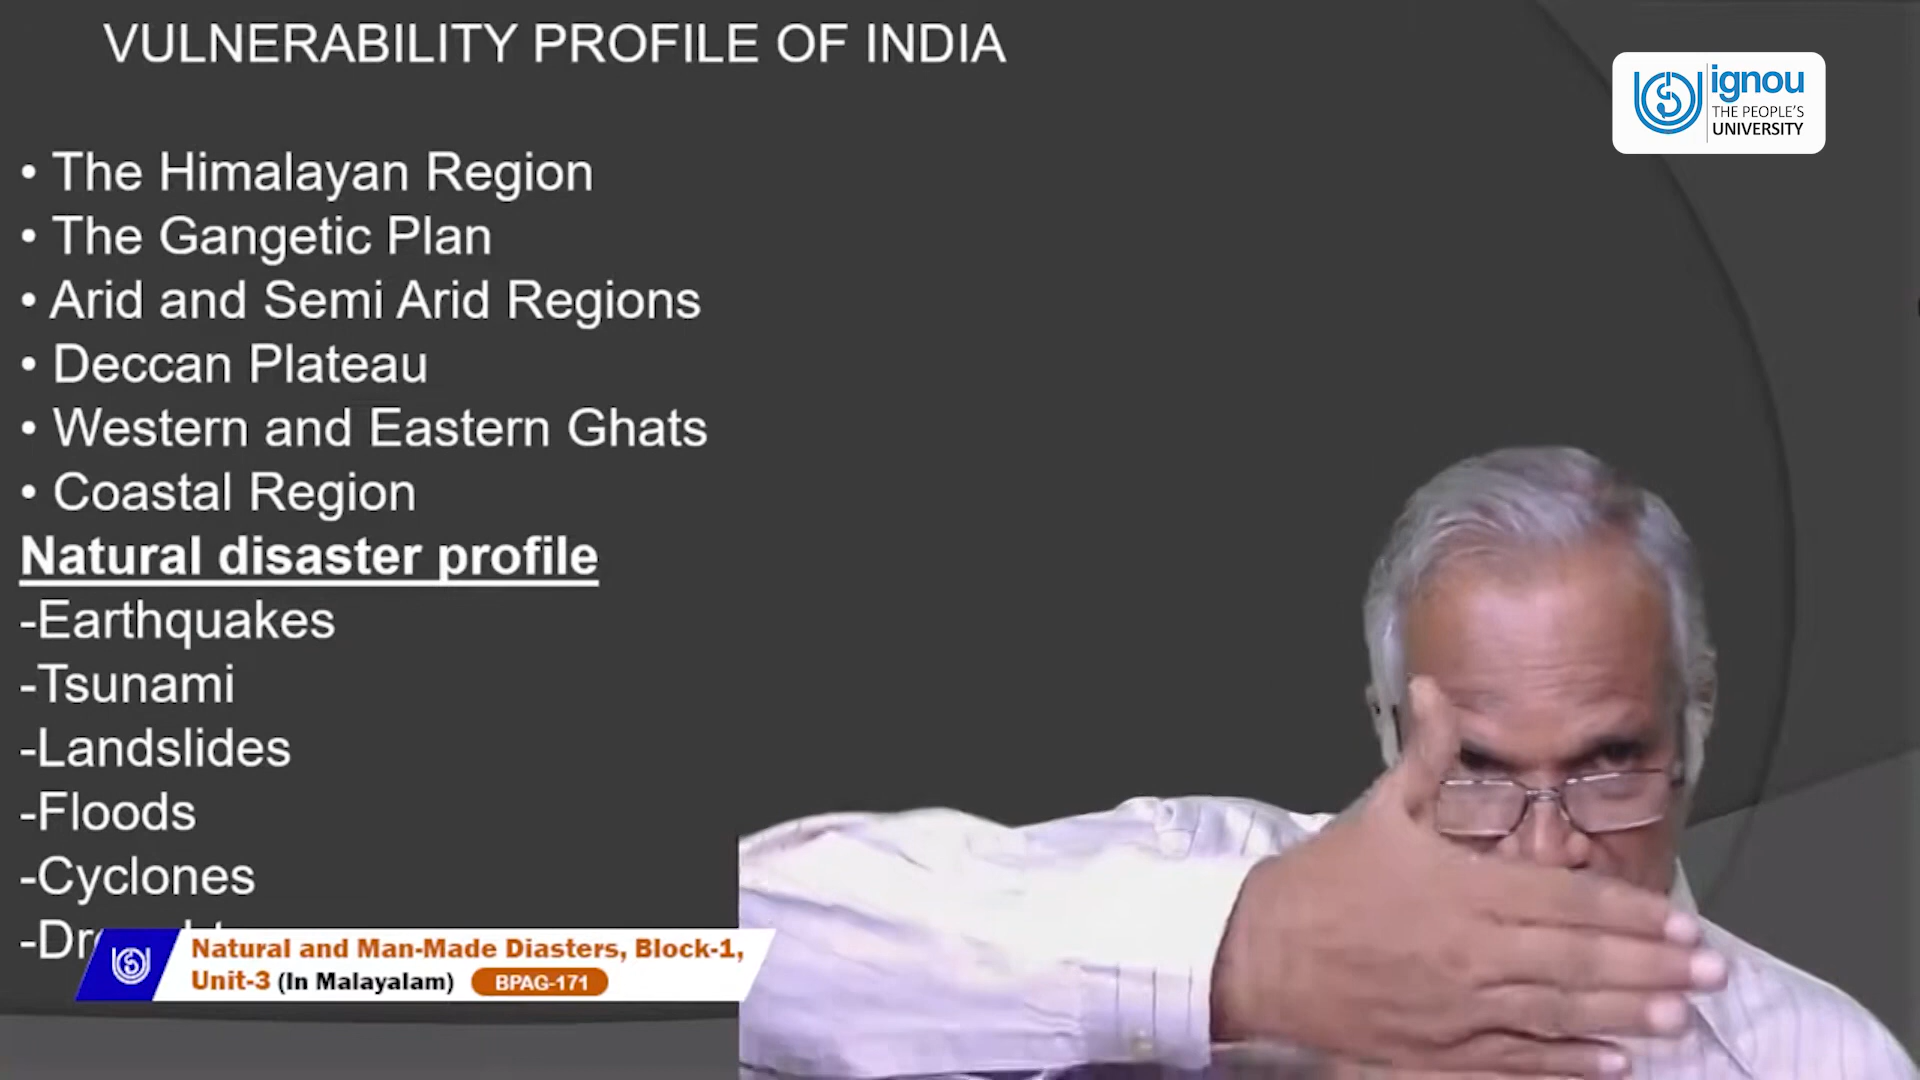 VULNERABILITY PROFILE OF INDIA
ignou
THE PEOPLE'S
UNIVERSITY
• The Himalayan Region
• The Gangetic Plan
• Arid and Semi Arid Regions
• Deccan Plateau
• Western and Eastern Ghats
• Coastal Region
Natural disaster profile
-Earthquakes
-Tsunami
-Landslides
-Floods
-Cyclones
Natural and Man-Made Diasters, Block-1,
Unit-3 (In Malayalam) BPAG-171